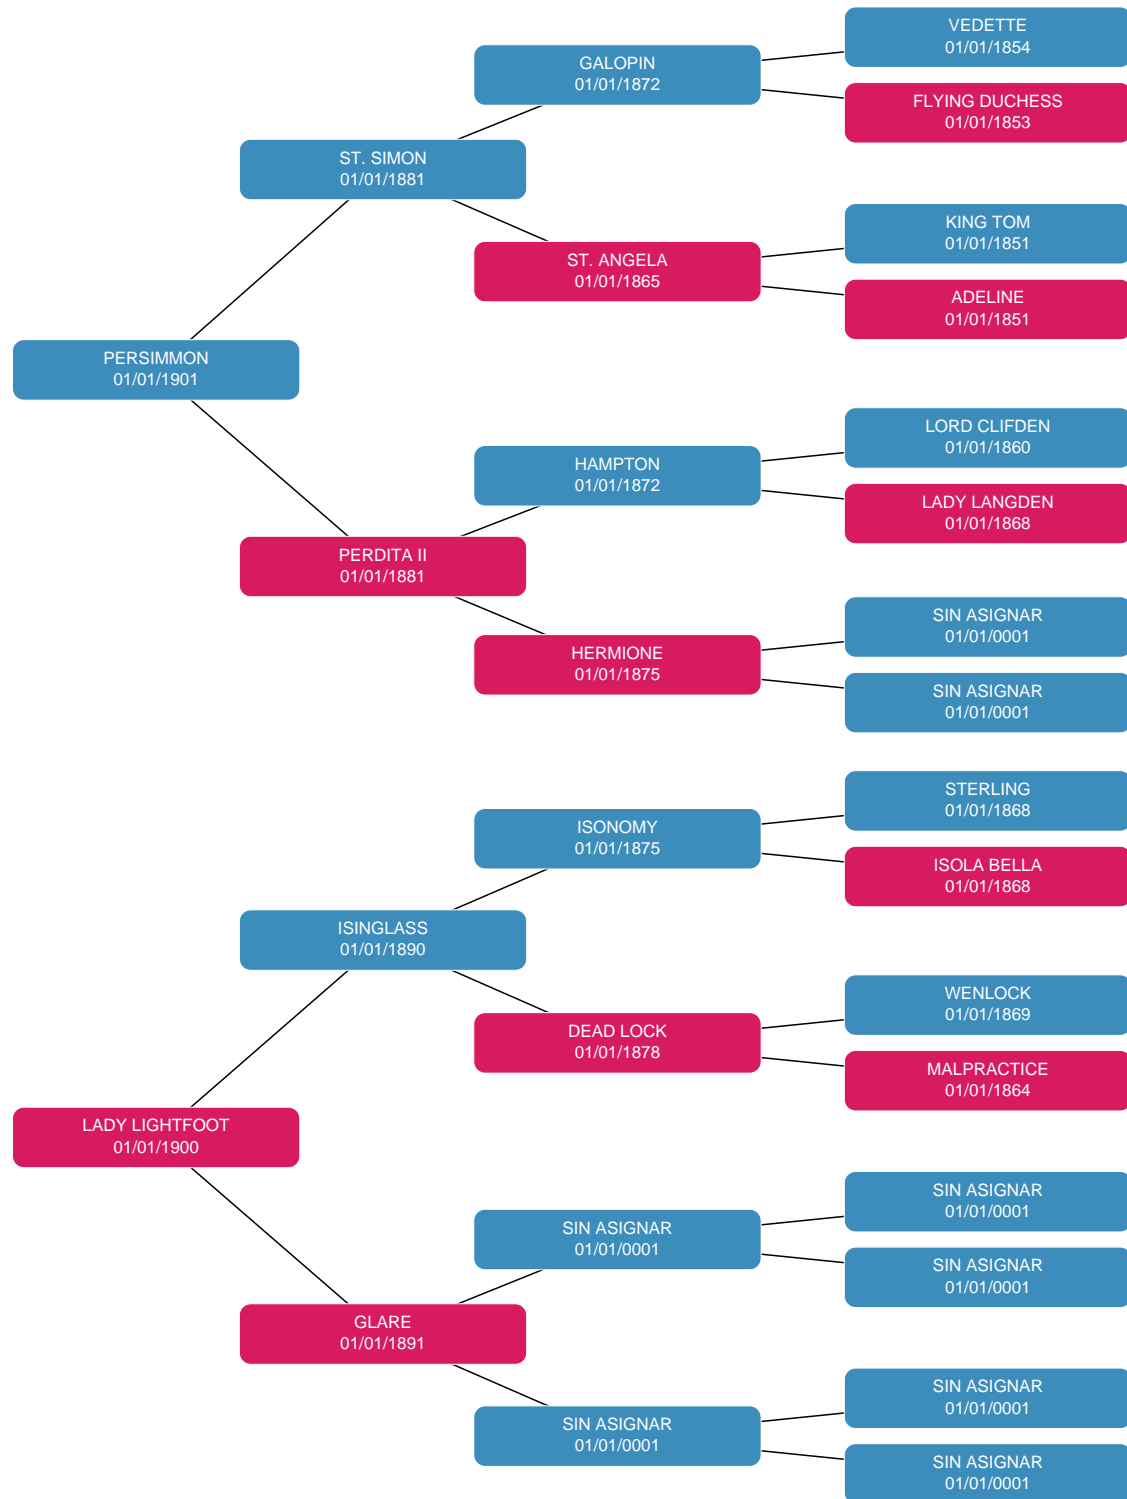 VEDETTE
01/01/1854
GALOPIN
01/01/1872
FLYING DUCHESS
01/01/1853
ST. SIMON
01/01/1881
KING TOM
01/01/1851
ST. ANGELA
01/01/1865
ADELINE
01/01/1851
PERSIMMON
01/01/1901
LORD CLIFDEN
01/01/1860
HAMPTON
01/01/1872
LADY LANGDEN
01/01/1868
PERDITA II
01/01/1881
SIN ASIGNAR
01/01/0001
HERMIONE
01/01/1875
SIN ASIGNAR
01/01/0001
STERLING
01/01/1868
ISONOMY
01/01/1875
ISOLA BELLA
01/01/1868
ISINGLASS
01/01/1890
WENLOCK
01/01/1869
DEAD LOCK
01/01/1878
MALPRACTICE
01/01/1864
LADY LIGHTFOOT
01/01/1900
SIN ASIGNAR
01/01/0001
SIN ASIGNAR
01/01/0001
SIN ASIGNAR
01/01/0001
GLARE
01/01/1891
SIN ASIGNAR
01/01/0001
SIN ASIGNAR
01/01/0001
SIN ASIGNAR
01/01/0001